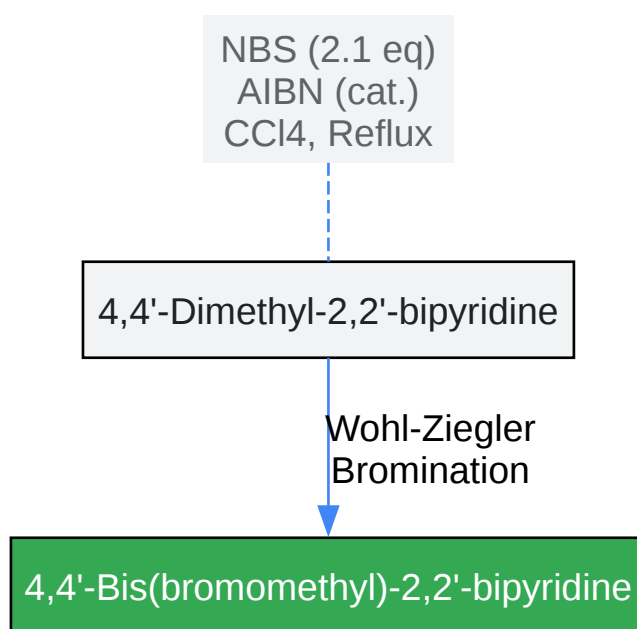 NBS (2.1 eq)
AIBN (cat.)
CCl4, Reflux
4,4'-Dimethyl-2,2'-bipyridine
Wohl-Ziegler
Bromination
4,4'-Bis(bromomethyl)-2,2'-bipyridine